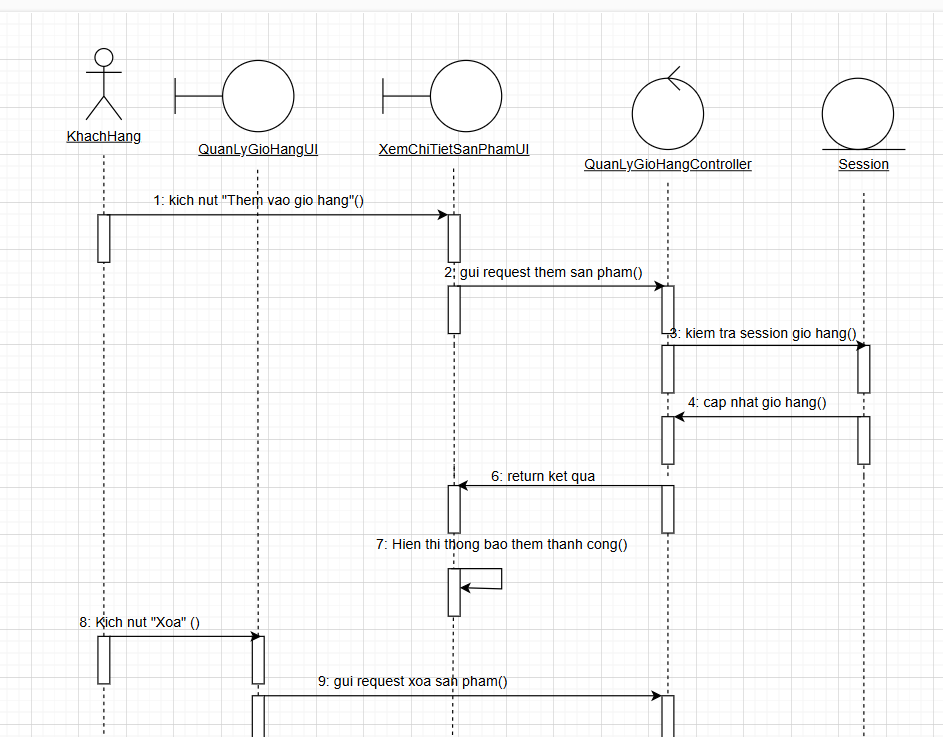 KhachHang
QuanLyGioHangUI
XemChiTietSanPhamUI
QuanLyGioHangController
Session
1: kich nut "Them vao gio hang"()
2: gui request them san pham()
3: kiem tra session gio hang()
4: cap nhat gio hang()
6: return ket qua
7: Hien thi thong bao them thanh cong()
8: Kich nut "Xoa" ()
9: gui request xoa san pham()